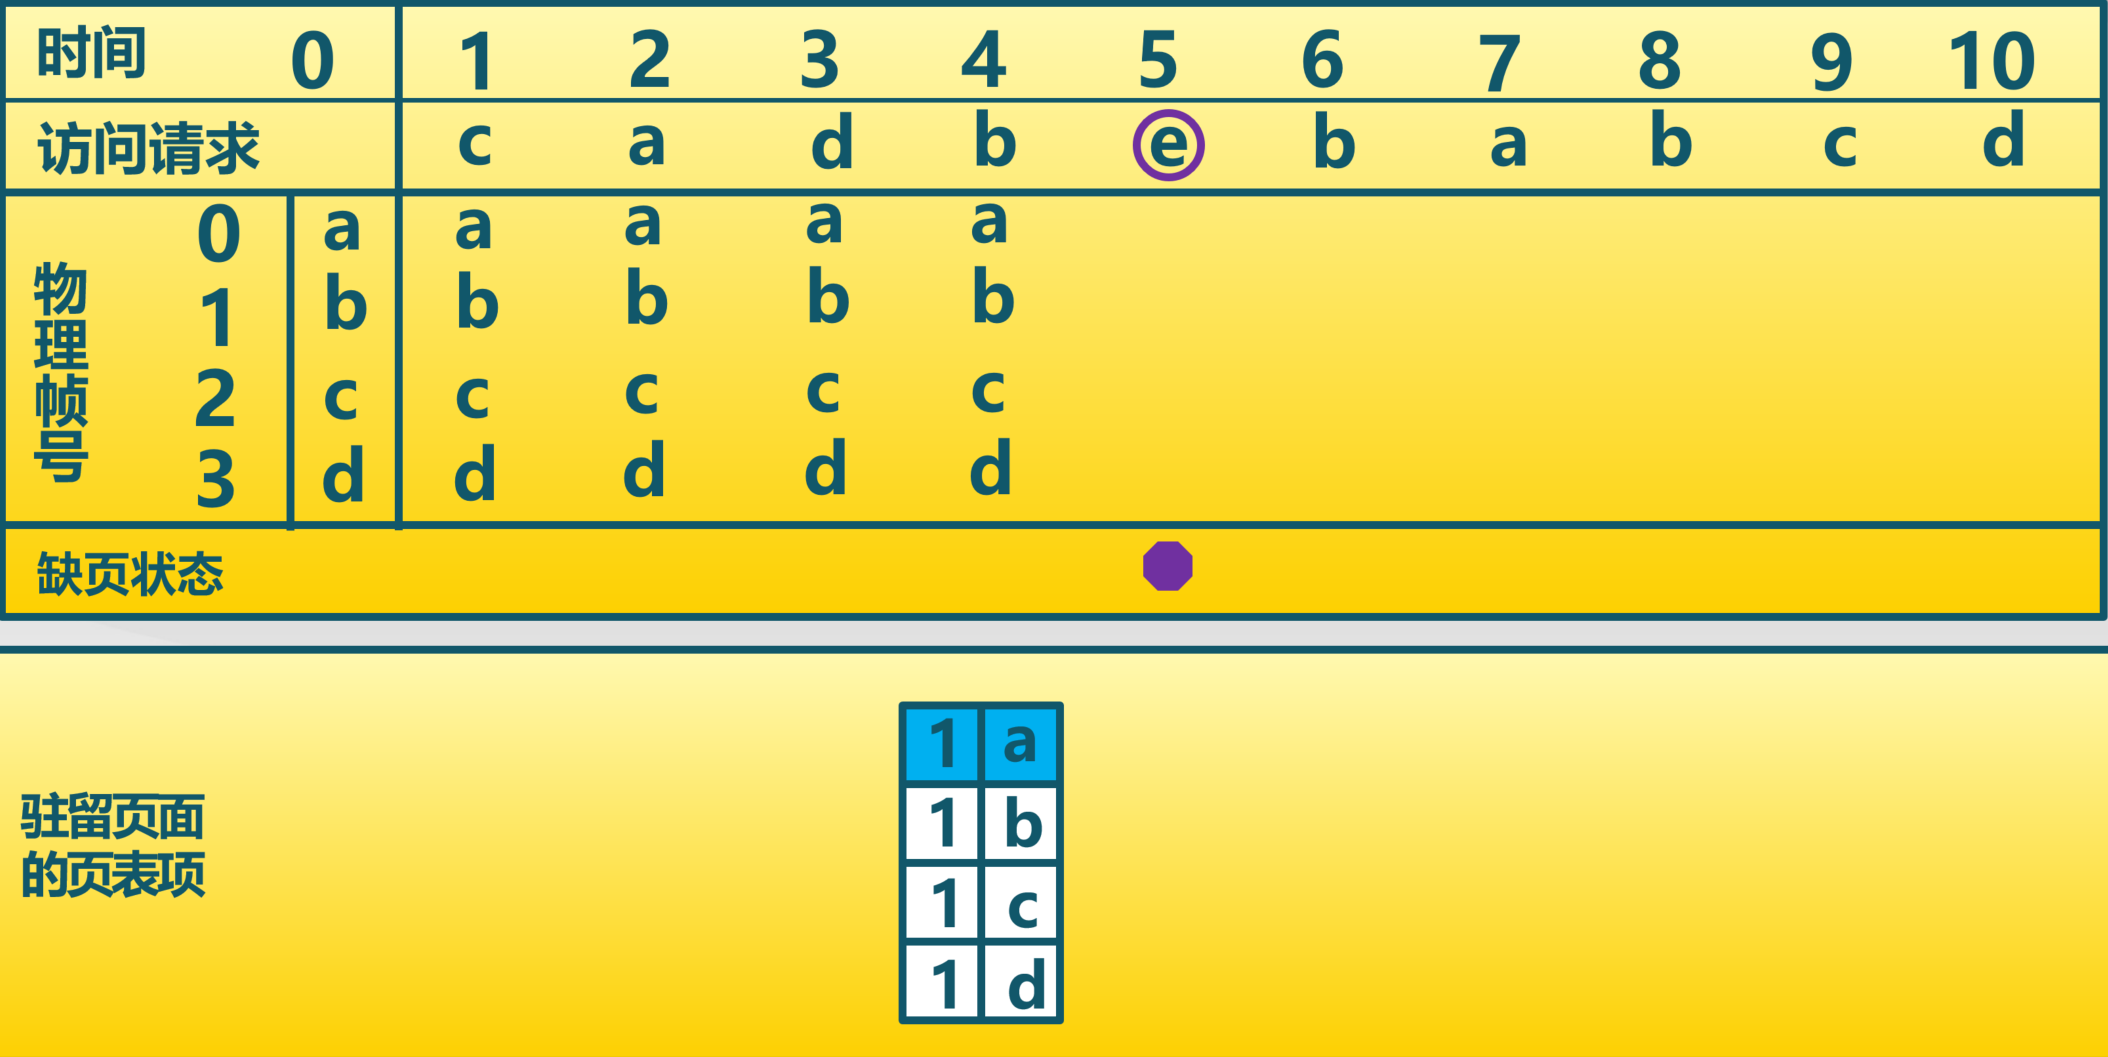 时间 0 1 2 3 4 5 6 7 8 9 10
访问请求 c a d b e b a b c d
物理帧号
0 a a a a a
1 b b b b b
2 c c c c c
3 d d d d d
缺页状态
驻留页面
的页表项
1 a
1 b
1 c
1 d